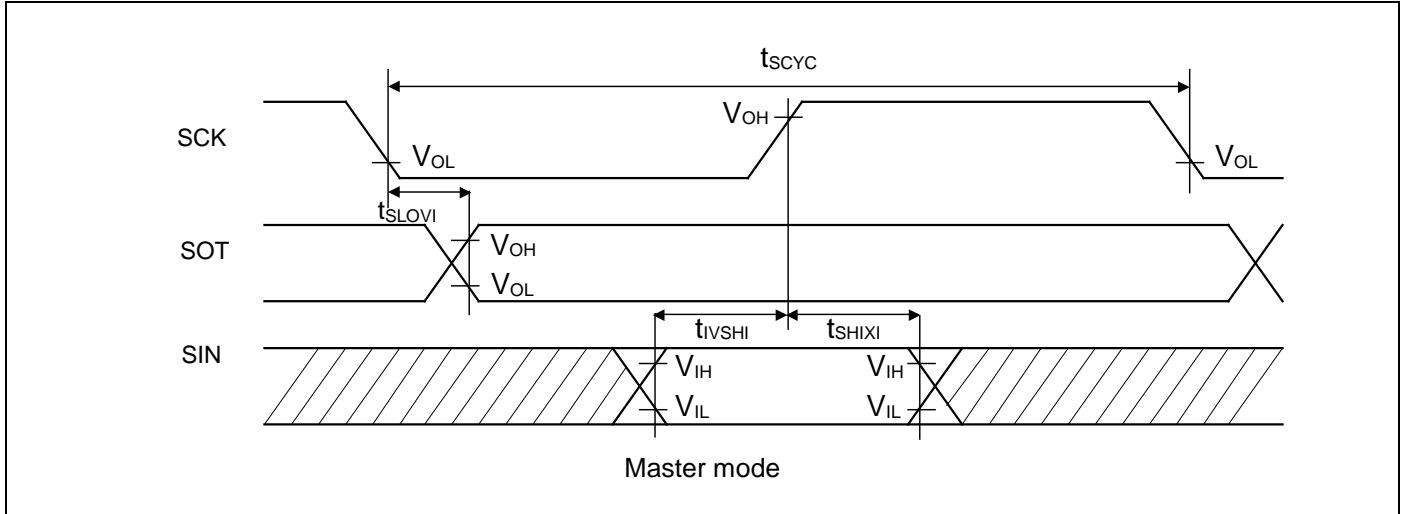 tSCYC
SCK
VOH
VOL
VOL
tSLOVI
SOT
VOH
VOL
tIVSHI
tSHIXI
SIN
VIH
VIH
VIL
VIL
Master mode